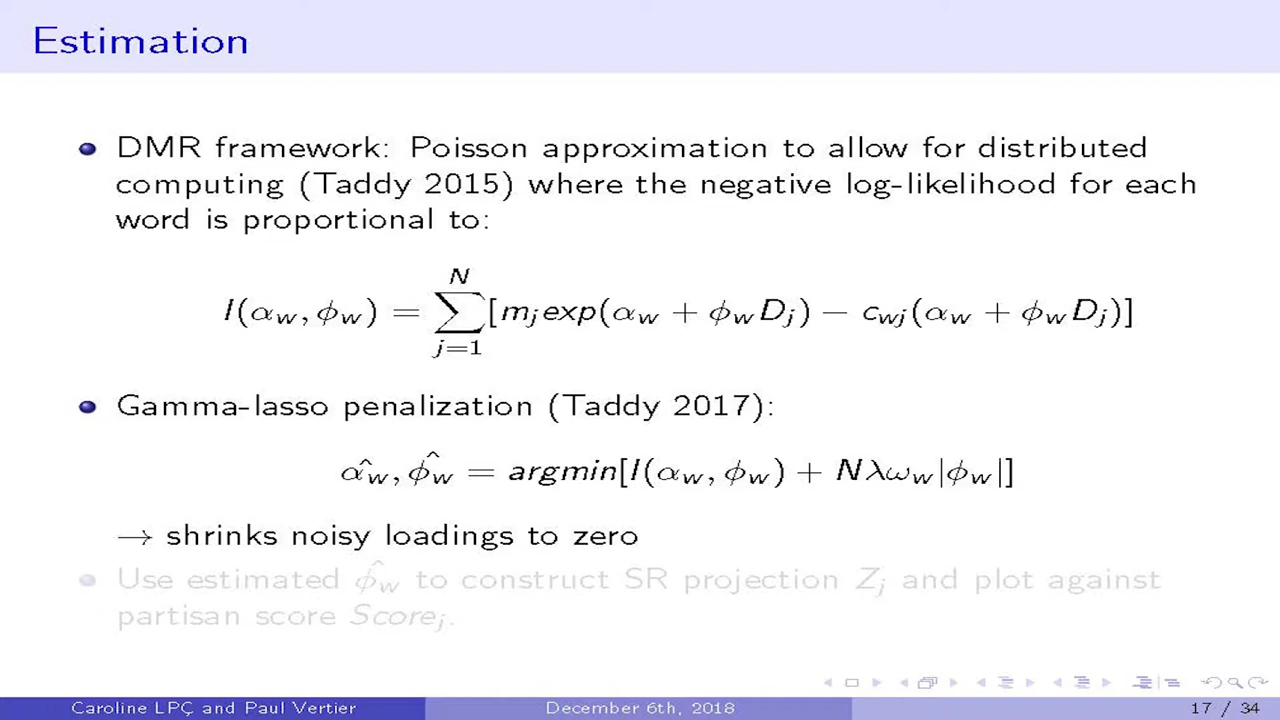 Estimation
DMR framework: Poisson approximation to allow for distributed
computing (Taddy 2015) where the negative log-likelihood for each
word is proportional to:
l(α_w, ϕ_w) = ∑_{j=1}^{N} [m_j exp(α_w + ϕ_w D_j) − c_{wj}(α_w + ϕ_w D_j)]
Gamma-lasso penalization (Taddy 2017):
α̂_w, ϕ̂_w = argmin[l(α_w, ϕ_w) + Nλω_w|ϕ_w|]
→ shrinks noisy loadings to zero
Use estimated ϕ̂_w to construct SR projection Z_j and plot against
partisan score Score_j.
Caroline LPÇ and Paul Vertier December 6th, 2018 17 / 34